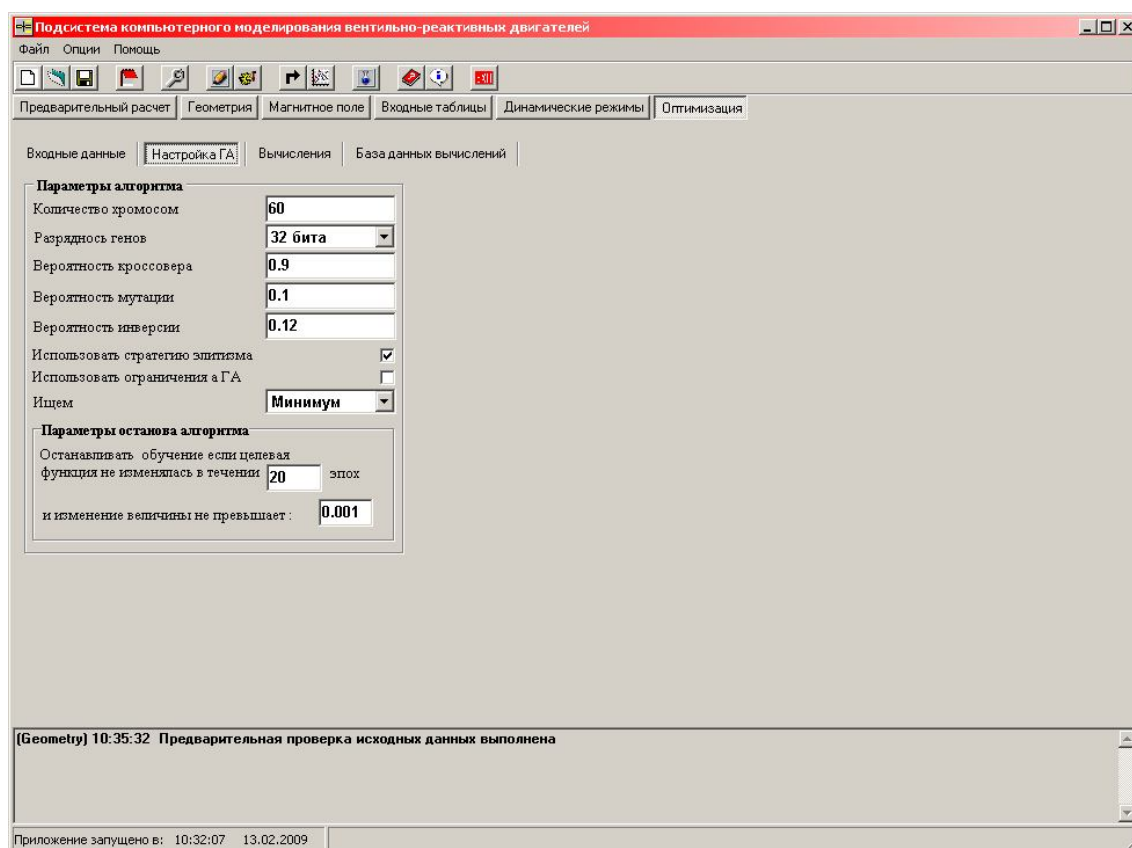 Подсистема компьютерного моделирования вентильно-реактивных двигателей
Файл Опции Помощь
EXIT
Предварительный расчет Геометрия Магнитное поле Входные таблицы Динамические режимы Оптимизация
Входные данные Настройка ГА Вычисления База данных вычислений
Параметры алгоритма
Количество хромосом 60
Разряднось генов 32 бита
Вероятность кроссовера 0.9
Вероятность мутации 0.1
Вероятность инверсии 0.12
Использовать стратегию элитизма
Использовать ограничения а ГА
Ищем Минимум
Параметры останова алгоритма
Останавливать обучение если целевая
функция не изменялась в течении 20 эпох
и изменение величины не превышает : 0.001
(Geometry) 10:35:32 Предварительная проверка исходных данных выполнена
Приложение запущено в: 10:32:07 13.02.2009